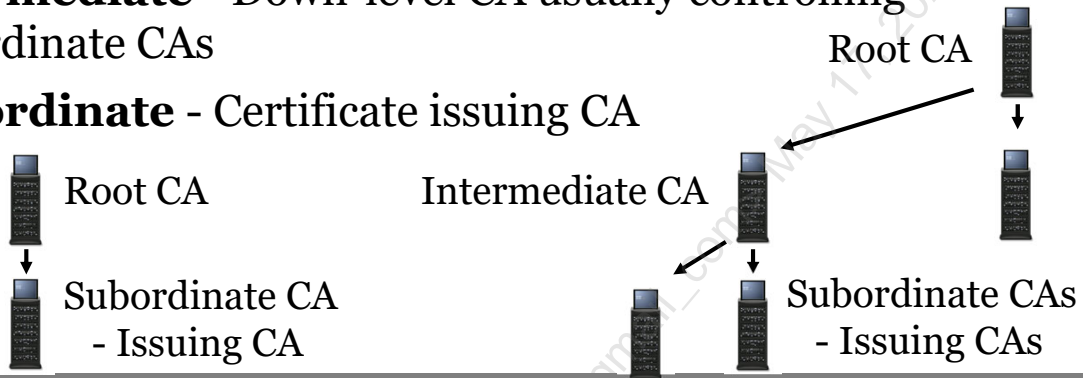 mediate - Down-level CA usually controlling
rdinate CAs
Root CA
ordinate - Certificate issuing CA
Root CA
Intermediate CA
Subordinate CA
- Issuing CA
Subordinate CAs
- Issuing CAs